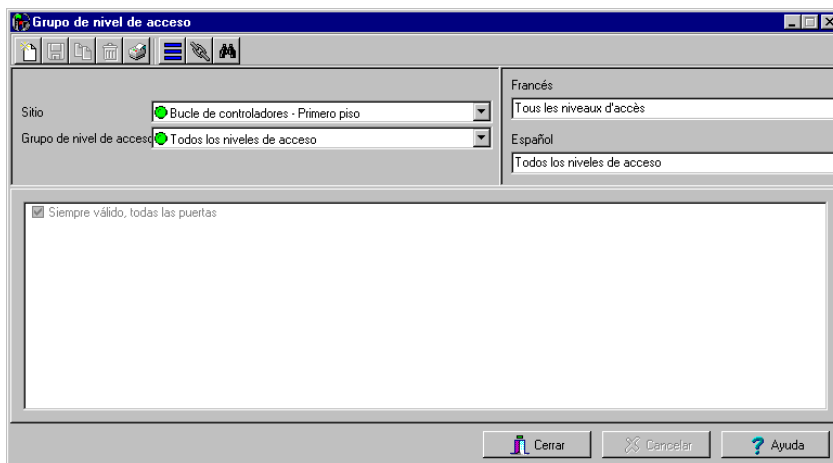 Grupo de nivel de acceso
Sitio
Bucle de controladores - Primero piso
Grupo de nivel de acceso
Todos los niveles de acceso
Francés
Tous les niveaux d'accès
Español
Todos los niveles de acceso
Siempre válido, todas las puertas
Cerrar
Cancelar
Ayuda